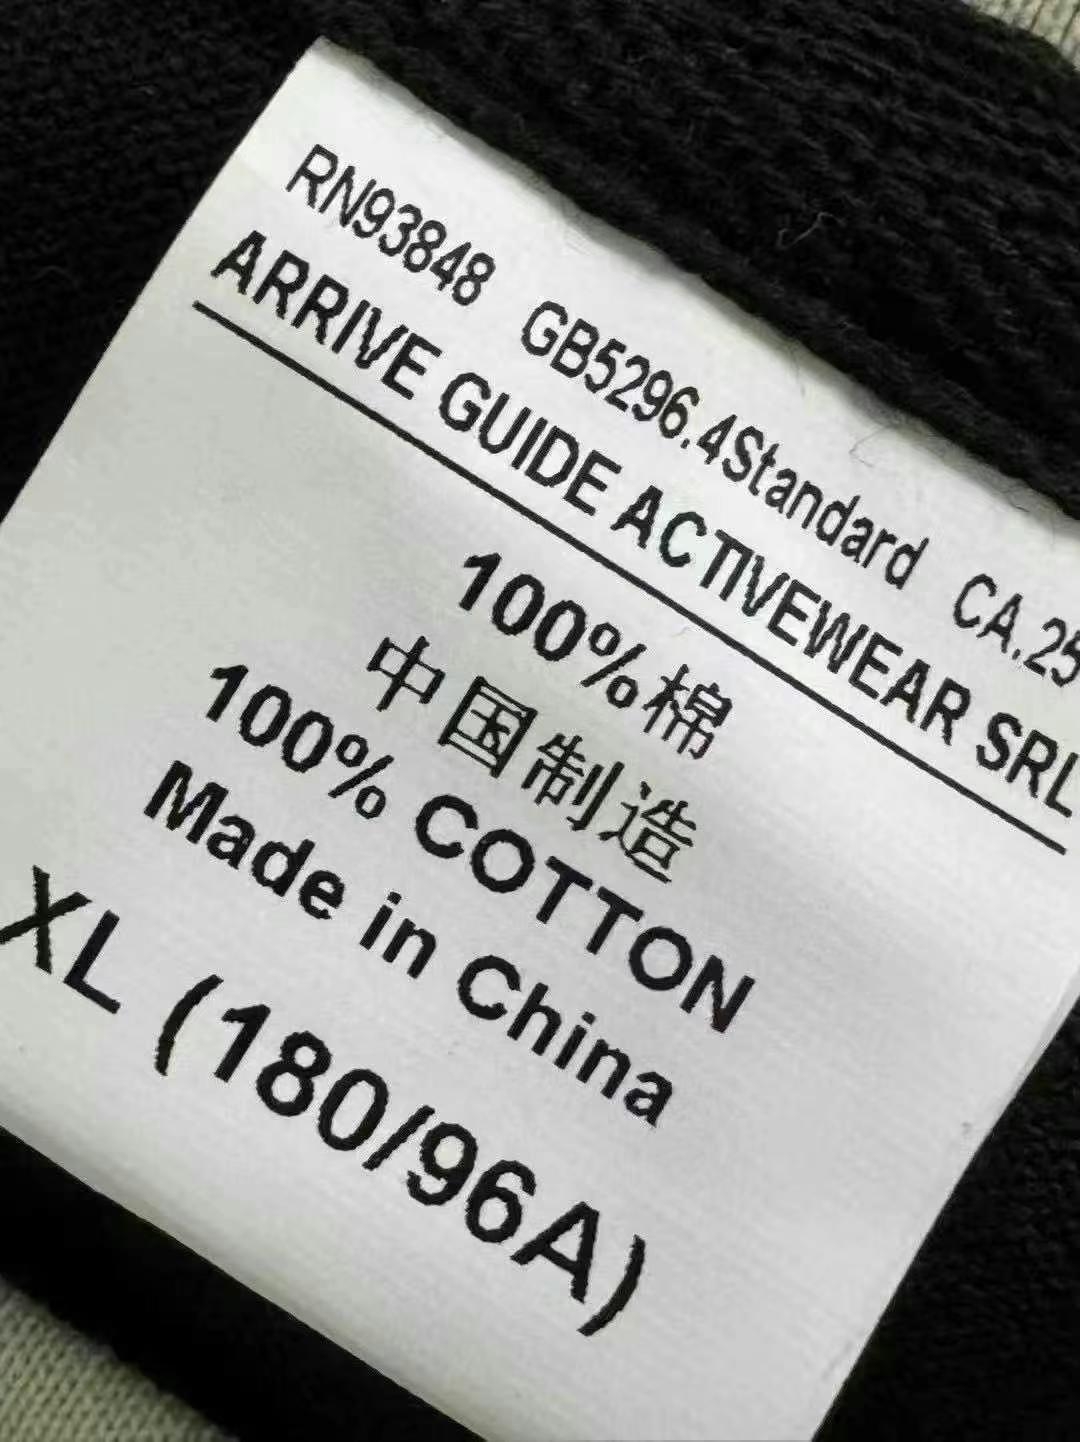 RN93848 GB5296.4Standard CA.25
ARRIVE GUIDE ACTIVEWEAR SRL
100%棉
中国制造
100% COTTON
Made in China
XL (180/96A)